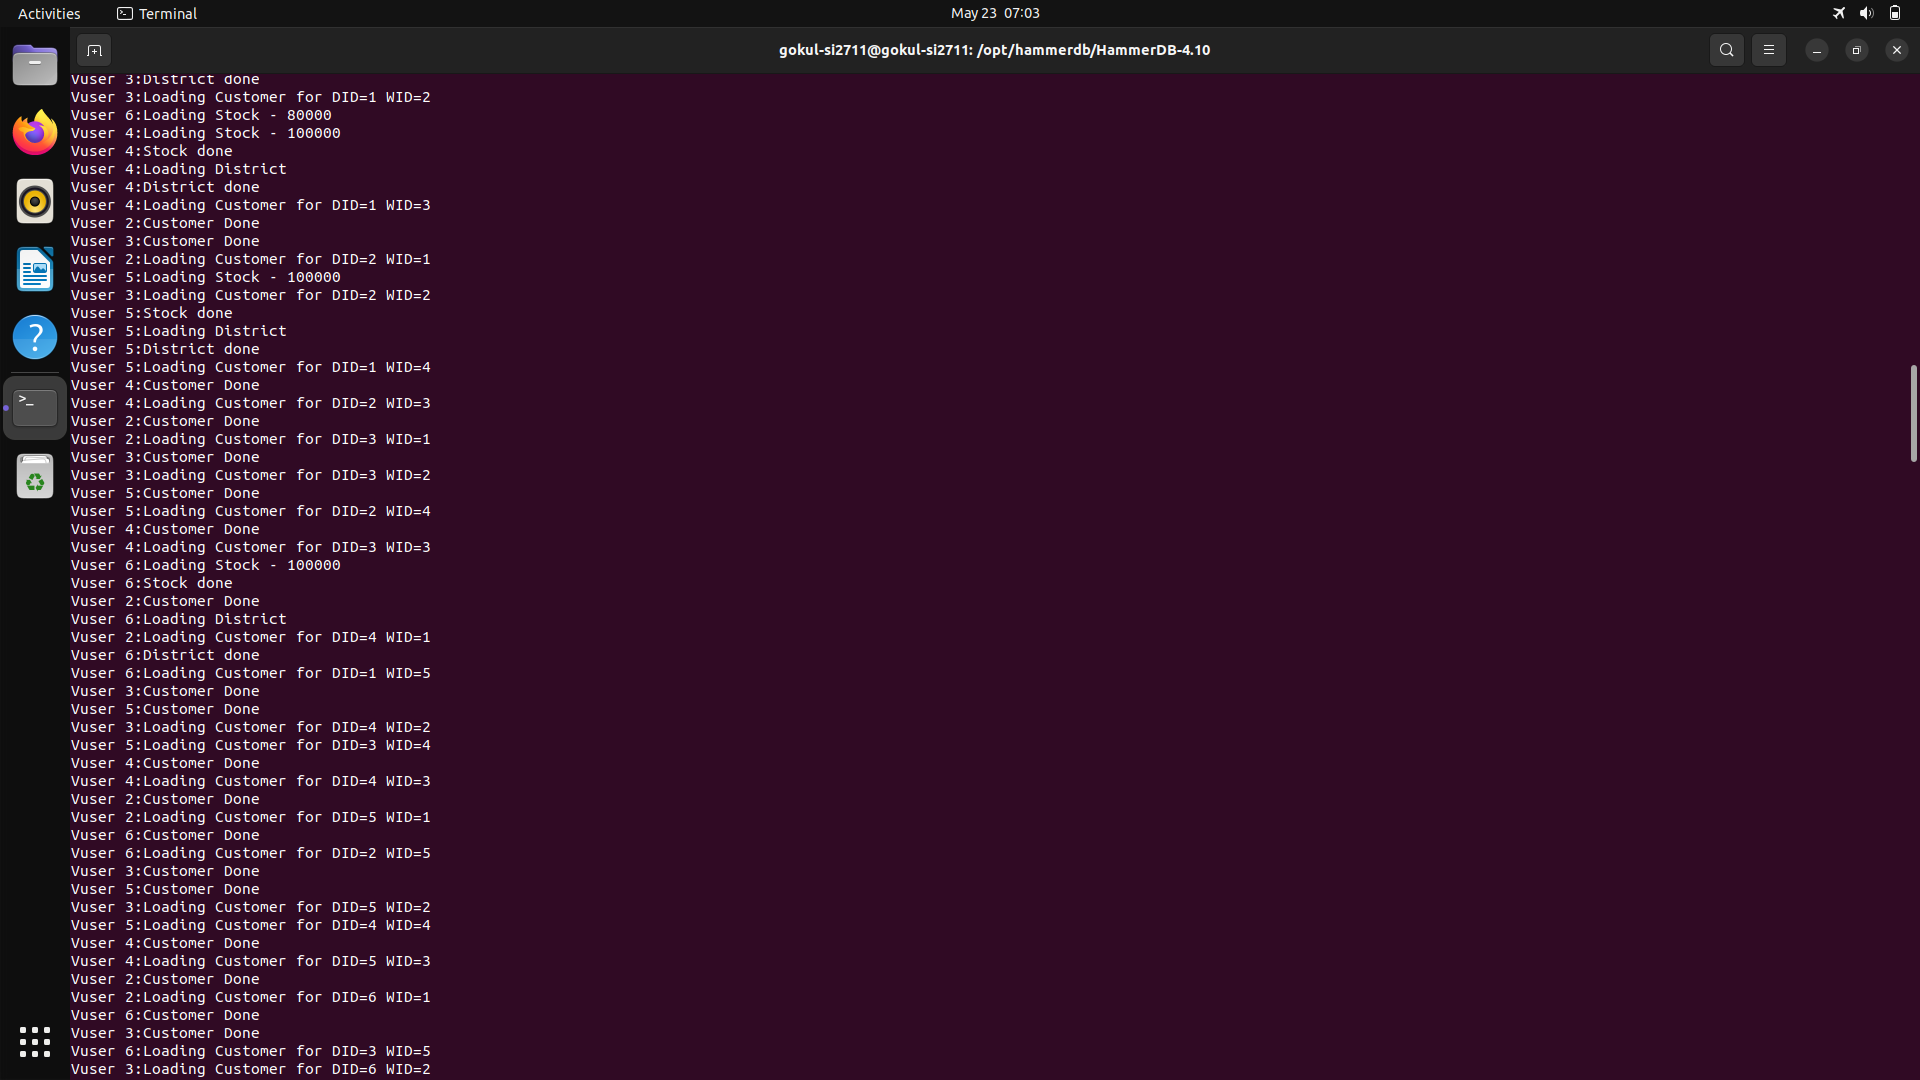 Activities
Terminal
May 23 07:03
gokul-si2711@gokul-si2711: /opt/hammerdb/HammerDB-4.10
Vuser 3:District done
Vuser 3:Loading Customer for DID=1 WID=2
Vuser 6:Loading Stock - 80000
Vuser 4:Loading Stock - 100000
Vuser 4:Stock done
Vuser 4:Loading District
Vuser 4:District done
Vuser 4:Loading Customer for DID=1 WID=3
Vuser 2:Customer Done
Vuser 3:Customer Done
Vuser 2:Loading Customer for DID=2 WID=1
Vuser 5:Loading Stock - 100000
Vuser 3:Loading Customer for DID=2 WID=2
Vuser 5:Stock done
Vuser 5:Loading District
Vuser 5:District done
Vuser 5:Loading Customer for DID=1 WID=4
Vuser 4:Customer Done
Vuser 4:Loading Customer for DID=2 WID=3
Vuser 2:Customer Done
Vuser 2:Loading Customer for DID=3 WID=1
Vuser 3:Customer Done
Vuser 3:Loading Customer for DID=3 WID=2
Vuser 5:Customer Done
Vuser 5:Loading Customer for DID=2 WID=4
Vuser 4:Customer Done
Vuser 4:Loading Customer for DID=3 WID=3
Vuser 6:Loading Stock - 100000
Vuser 6:Stock done
Vuser 2:Customer Done
Vuser 6:Loading District
Vuser 2:Loading Customer for DID=4 WID=1
Vuser 6:District done
Vuser 6:Loading Customer for DID=1 WID=5
Vuser 3:Customer Done
Vuser 5:Customer Done
Vuser 3:Loading Customer for DID=4 WID=2
Vuser 5:Loading Customer for DID=3 WID=4
Vuser 4:Customer Done
Vuser 4:Loading Customer for DID=4 WID=3
Vuser 2:Customer Done
Vuser 2:Loading Customer for DID=5 WID=1
Vuser 6:Customer Done
Vuser 6:Loading Customer for DID=2 WID=5
Vuser 3:Customer Done
Vuser 5:Customer Done
Vuser 3:Loading Customer for DID=5 WID=2
Vuser 5:Loading Customer for DID=4 WID=4
Vuser 4:Customer Done
Vuser 4:Loading Customer for DID=5 WID=3
Vuser 2:Customer Done
Vuser 2:Loading Customer for DID=6 WID=1
Vuser 6:Customer Done
Vuser 3:Customer Done
Vuser 6:Loading Customer for DID=3 WID=5
Vuser 3:Loading Customer for DID=6 WID=2